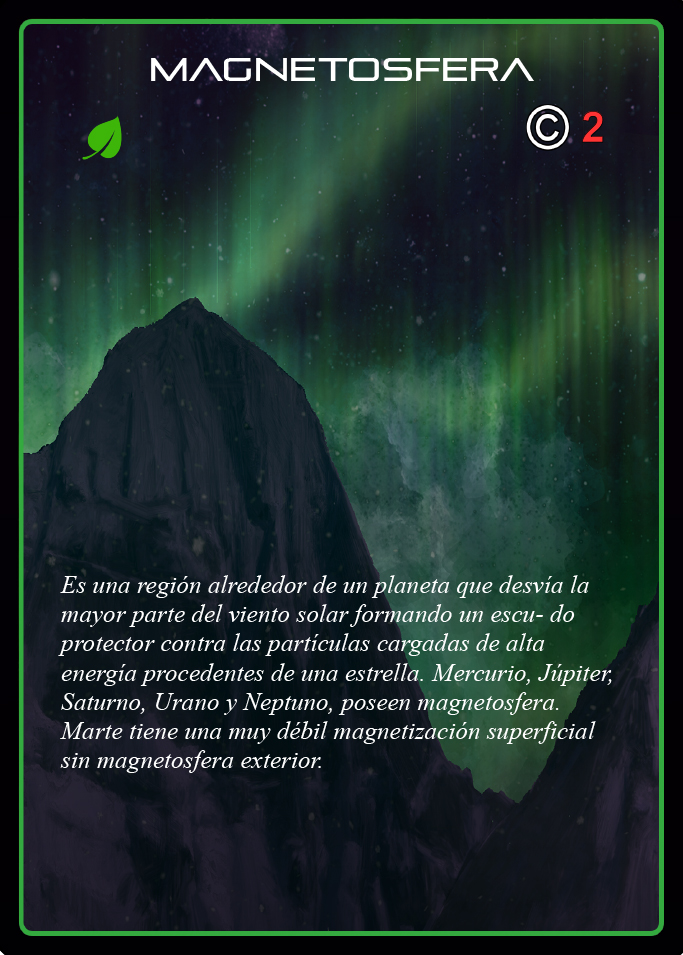 MAGNETOSFERA
© 2
Es una región alrededor de un planeta que desvía la
mayor parte del viento solar formando un escu- do
protector contra las partículas cargadas de alta
energía procedentes de una estrella. Mercurio, Júpiter,
Saturno, Urano y Neptuno, poseen magnetosfera.
Marte tiene una muy débil magnetización superficial
sin magnetosfera exterior.